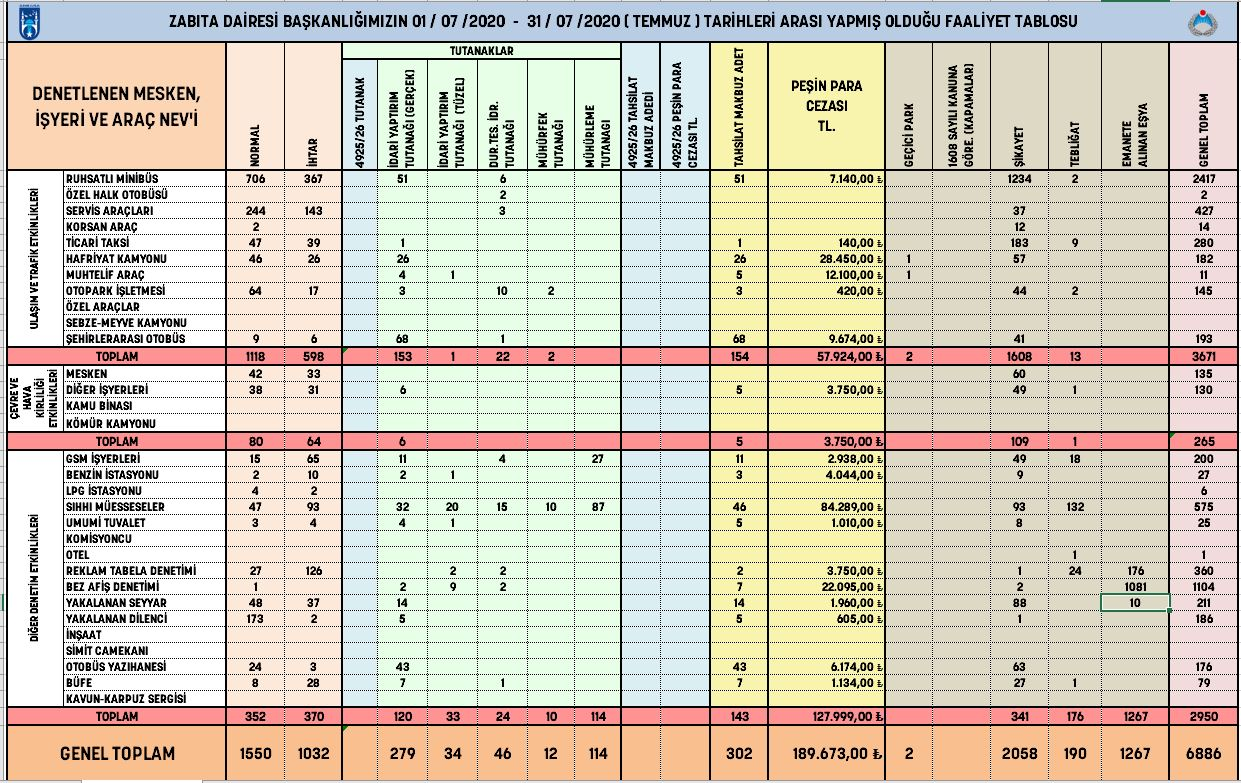 ZABITA DAİRESİ BAŞKANLIĞIMIZIN 01 / 07 /2020 - 31 / 07 /2020 ( TEMMUZ ) TARİHLERİ ARASI YAPMIŞ OLDUĞU FAALİYET TABLOSU
DENETLENEN MESKEN,
İŞYERİ VE ARAÇ NEV'İ
NORMAL
İHTAR
TUTANAKLAR
4925/26 TUTANAK
İDARİ YAPTIRIM
TUTANAĞI (GERÇEK)
İDARİ YAPTIRIM
TUTANAĞI (TÜZEL)
DUR.TES. İDR.
TUTANAĞI
MÜHÜRFEK
TUTANAĞI
MÜHÜRLEME
TUTANAGI
4925/26 TAHSİLAT
MAKBUZ ADEDİ
4925/26 PEŞİN PARA
CEZASI TL.
TAHSİLAT MAKBUZ ADET
PEŞİN PARA
CEZASI
TL.
GEÇİCİ PARK
1608 SAYILI KANUNA
GÖRE. (KAPAMALAR)
ŞİKAYET
TEBLİĞAT
EMANETE
ALINAN EŞYA
GENEL TOPLAM
ULAŞIM VE TRAFİK ETKİNLİKLERİ
RUHSATLI MİNİBÜS 706 367 51 6 51 7.140,00 ₺ 1234 2 2417
ÖZEL HALK OTOBÜSÜ 2 2
SERVİS ARAÇLARI 244 143 3 37 427
KORSAN ARAÇ 2 12 14
TİCARİ TAKSİ 47 39 1 1 140,00 ₺ 183 9 280
HAFRİYAT KAMYONU 46 26 26 26 28.450,00 ₺ 1 57 182
MUHTELİF ARAÇ 4 1 5 12.100,00 ₺ 1 11
OTOPARK İŞLETMESİ 64 17 3 10 2 3 420,00 ₺ 44 2 145
ÖZEL ARAÇLAR
SEBZE-MEYVE KAMYONU
ŞEHİRLERARASI OTOBÜS 9 6 68 1 68 9.674,00 ₺ 41 193
TOPLAM 1118 598 153 1 22 2 154 57.924,00 ₺ 2 1608 13 3671
ÇEVRE VE
HAVA
KİRLİLİĞİ
ETKİNLİKLERİ
MESKEN 42 33 60 135
DİĞER İŞYERLERİ 38 31 6 5 3.750,00 ₺ 49 1 130
KAMU BİNASI
KÖMÜR KAMYONU
TOPLAM 80 64 6 5 3.750,00 ₺ 109 1 265
DİĞER DENETİM ETKİNLİKLERİ
GSM İŞYERLERİ 15 65 11 4 27 11 2.938,00 ₺ 49 18 200
BENZİN İSTASYONU 2 10 2 1 3 4.044,00 ₺ 9 27
LPG İSTASYONU 4 2 6
SIHHI MÜESSESELER 47 93 32 20 15 10 87 46 84.289,00 ₺ 93 132 575
UMUMİ TUVALET 3 4 4 1 5 1.010,00 ₺ 8 25
KOMİSYONCU
OTEL 1 1
REKLAM TABELA DENETİMİ 27 126 2 2 2 3.750,00 ₺ 1 24 176 360
BEZ AFİŞ DENETİMİ 1 2 9 2 7 22.095,00 ₺ 2 1081 1104
YAKALANAN SEYYAR 48 37 14 14 1.960,00 ₺ 88 10 211
YAKALANAN DİLENCİ 173 2 5 5 605,00 ₺ 1 186
İNŞAAT
SİMİT CAMEKANI
OTOBÜS YAZIHANESİ 24 3 43 43 6.174,00 ₺ 63 176
BÜFE 8 28 7 1 7 1.134,00 ₺ 27 1 79
KAVUN-KARPUZ SERGİSİ
TOPLAM 352 370 120 33 24 10 114 143 127.999,00 ₺ 341 176 1267 2950
GENEL TOPLAM 1550 1032 279 34 46 12 114 302 189.673,00 ₺ 2 2058 190 1267 6886